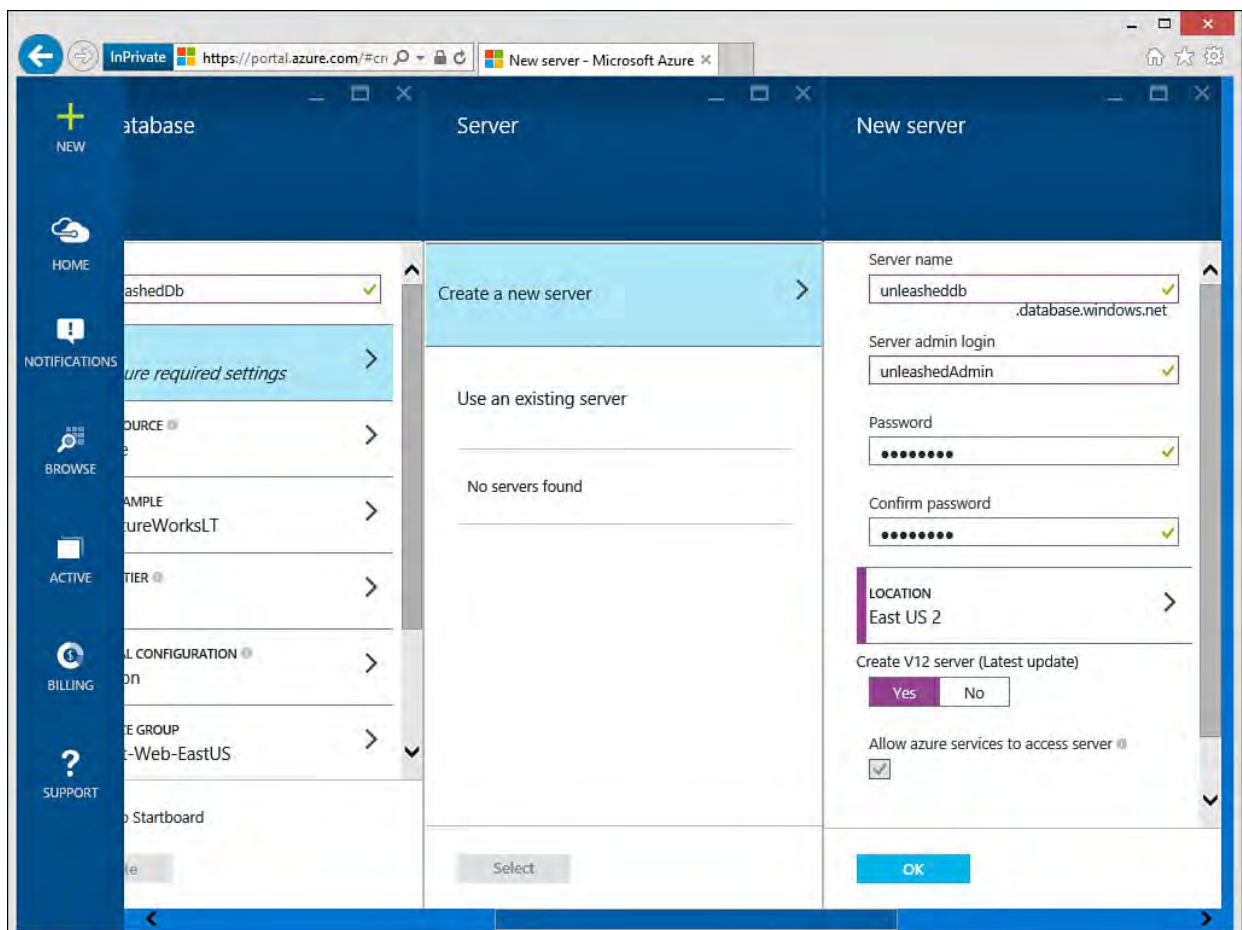 InPrivate https://portal.azure.com/#cr
New server - Microsoft Azure
NEW
HOME
NOTIFICATIONS
BROWSE
ACTIVE
BILLING
SUPPORT
atabase
ashedDb
ure required settings
OURCE
e
AMPLE
tureWorksLT
TIER
L CONFIGURATION
on
CE GROUP
t-Web-EastUS
o Startboard
te
Server
Create a new server
Use an existing server
No servers found
Select
New server
Server name
unleasheddb
.database.windows.net
Server admin login
unleashedAdmin
Password
●●●●●●●●
Confirm password
●●●●●●●●
LOCATION
East US 2
Create V12 server (Latest update)
Yes No
Allow azure services to access server
OK